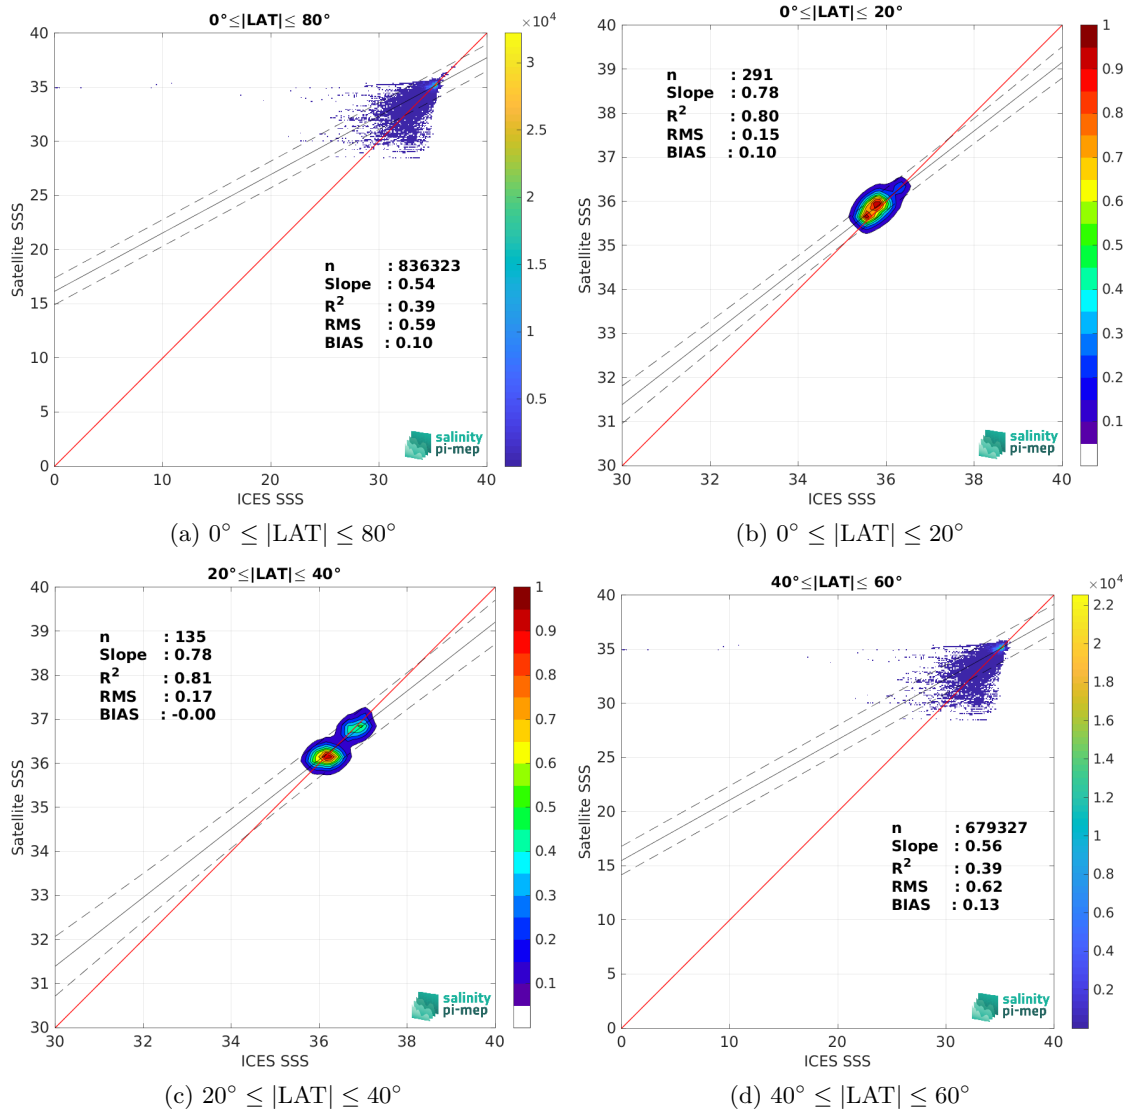 0°≤|LAT|≤ 80°
×10⁴
40
35
30
25
20
15
10
5
0
0
10
20
30
40
3
2.5
2
1.5
1
0.5
Satellite SSS
ICES SSS
n : 836323
Slope : 0.54
R² : 0.39
RMS : 0.59
BIAS : 0.10
salinity
pi-mep
(a) 0° ≤ |LAT| ≤ 80°
0°≤|LAT|≤ 20°
40
39
38
37
36
35
34
33
32
31
30
30
32
34
36
38
40
1
0.9
0.8
0.7
0.6
0.5
0.4
0.3
0.2
0.1
Satellite SSS
ICES SSS
n : 291
Slope : 0.78
R² : 0.80
RMS : 0.15
BIAS : 0.10
salinity
pi-mep
(b) 0° ≤ |LAT| ≤ 20°
20°≤|LAT|≤ 40°
40
39
38
37
36
35
34
33
32
31
30
30
32
34
36
38
40
1
0.9
0.8
0.7
0.6
0.5
0.4
0.3
0.2
0.1
Satellite SSS
ICES SSS
n : 135
Slope : 0.78
R² : 0.81
RMS : 0.17
BIAS : -0.00
salinity
pi-mep
(c) 20° ≤ |LAT| ≤ 40°
40°≤|LAT|≤ 60°
×10⁴
40
35
30
25
20
15
10
5
0
0
10
20
30
40
2.2
2
1.8
1.6
1.4
1.2
1
0.8
0.6
0.4
0.2
Satellite SSS
ICES SSS
n : 679327
Slope : 0.56
R² : 0.39
RMS : 0.62
BIAS : 0.13
salinity
pi-mep
(d) 40° ≤ |LAT| ≤ 60°